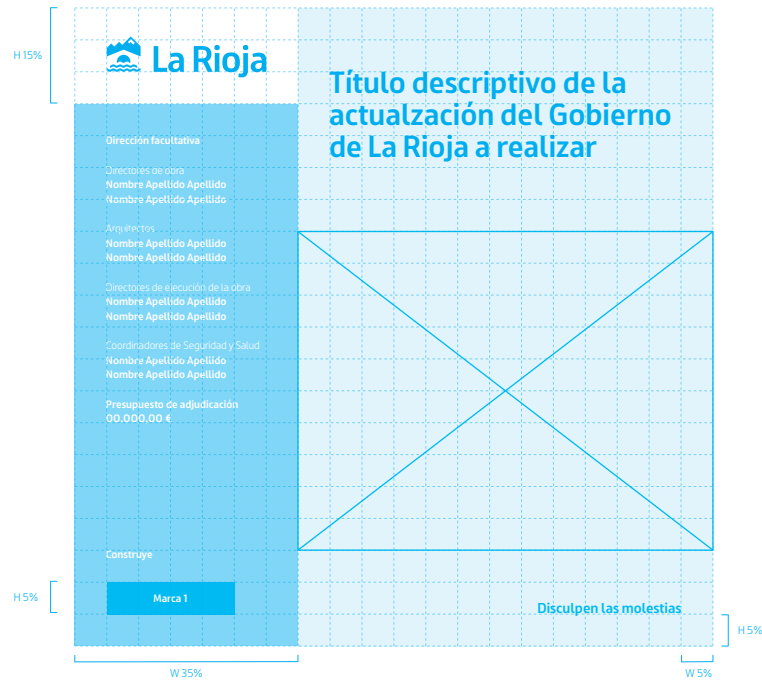 H 15%
La Rioja
Título descriptivo de la
actualzación del Gobierno
de La Rioja a realizar
Dirección facultativa
Directores de obra
Nombre Apellido Apellido
Nombre Apellido Apellido
Arquitectos
Nombre Apellido Apellido
Nombre Apellido Apellido
Directores de ejecución de la obra
Nombre Apellido Apellido
Nombre Apellido Apellido
Coordinadores de Seguridad y Salud
Nombre Apellido Apellido
Nombre Apellido Apellido
Presupuesto de adjudicación
00.000.00 €
Construye
H 5%
Marca 1
Disculpen las molestias
H 5%
W 35%
W 5%